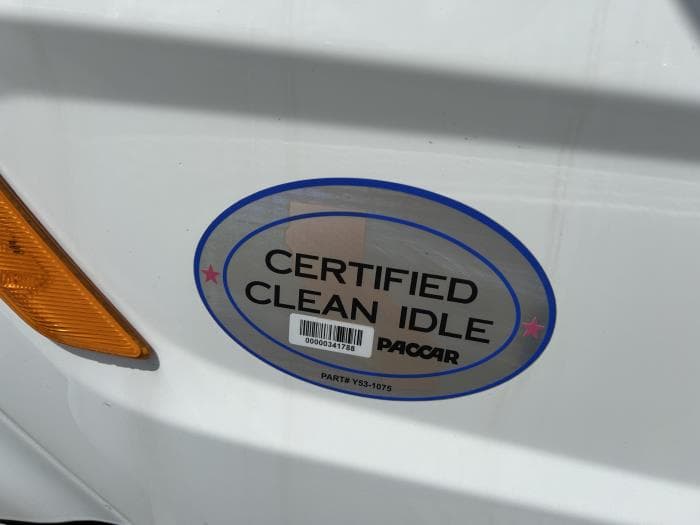 CERTIFIED
CLEAN IDLE
00000341788
PACCAR
PART# Y53-1075